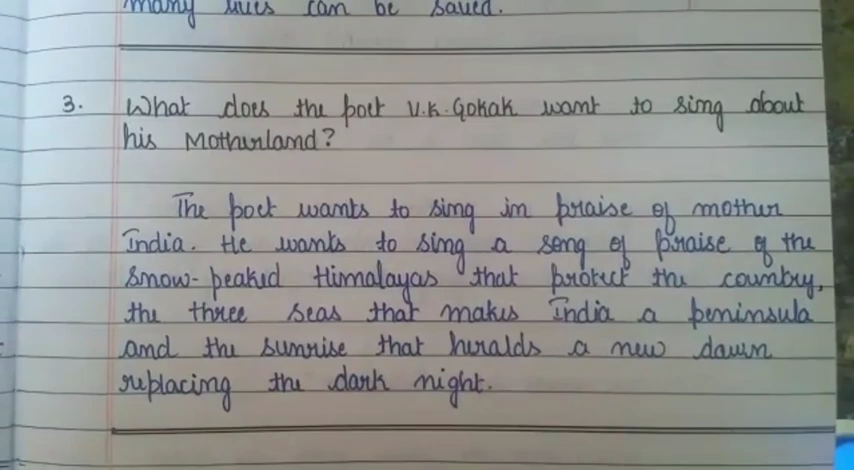 many lives can be saved.
3. What does the poet V.K. Gokak want to sing about
his Motherland?
The poet wants to sing in praise of mother
India. He wants to sing a song of praise of the
snow-peaked Himalayas that protect the country,
the three seas that makes India a peninsula
and the sunrise that heralds a new dawn
replacing the dark night.